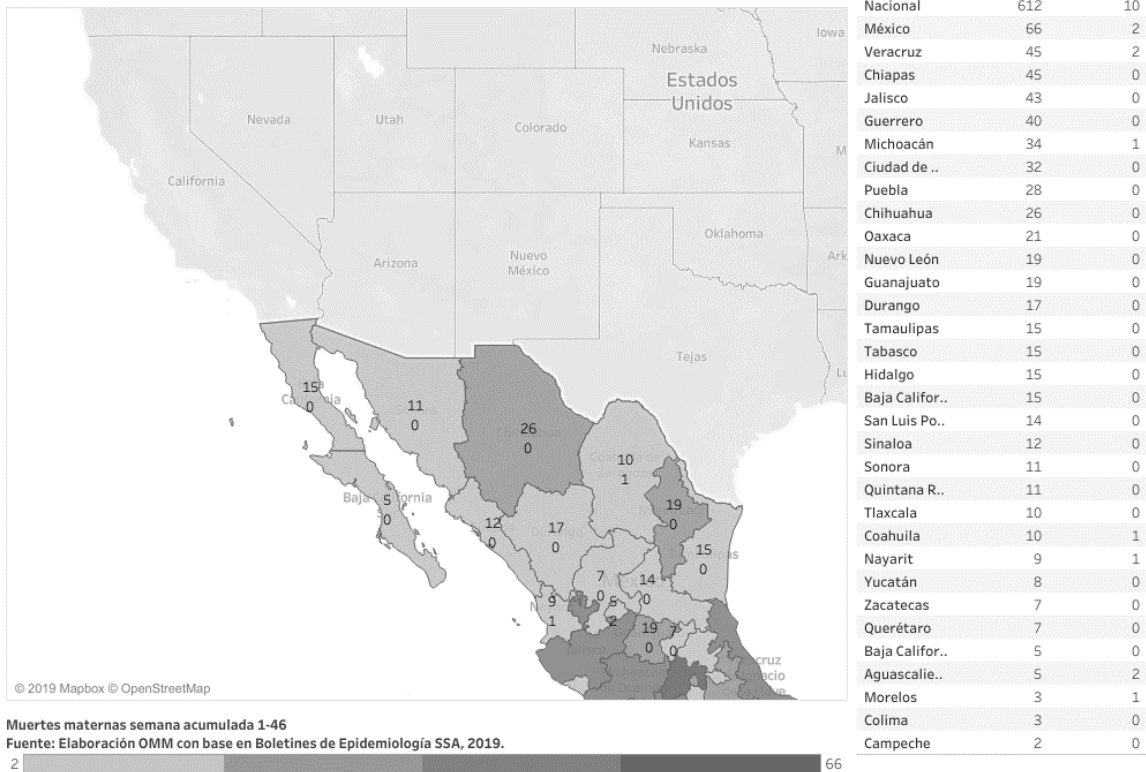 Iowa
Nebraska
Estados
Unidos
Nevada
Utah
Colorado
Kansas
California
Oklahoma
Arizona
Nuevo
México
Ark
Tejas
15
0
11
0
26
0
10
1
Baja California
5
0
19
0
12
0
17
0
15
0
7
0
14
0
9
1
5
2
19
0
7
0
© 2019 Mapbox © OpenStreetMap
Nacional 612 10
México 66 2
Veracruz 45 2
Chiapas 45 0
Jalisco 43 0
Guerrero 40 0
Michoacán 34 1
Ciudad de .. 32 0
Puebla 28 0
Chihuahua 26 0
Oaxaca 21 0
Nuevo León 19 0
Guanajuato 19 0
Durango 17 0
Tamaulipas 15 0
Tabasco 15 0
Hidalgo 15 0
Baja Califor.. 15 0
San Luis Po.. 14 0
Sinaloa 12 0
Sonora 11 0
Quintana R.. 11 0
Tlaxcala 10 0
Coahuila 10 1
Nayarit 9 1
Yucatán 8 0
Zacatecas 7 0
Querétaro 7 0
Baja Califor.. 5 0
Aguascalie.. 5 2
Morelos 3 1
Colima 3 0
Campeche 2 0
Muertes maternas semana acumulada 1-46
Fuente: Elaboración OMM con base en Boletines de Epidemiología SSA, 2019.
2 66